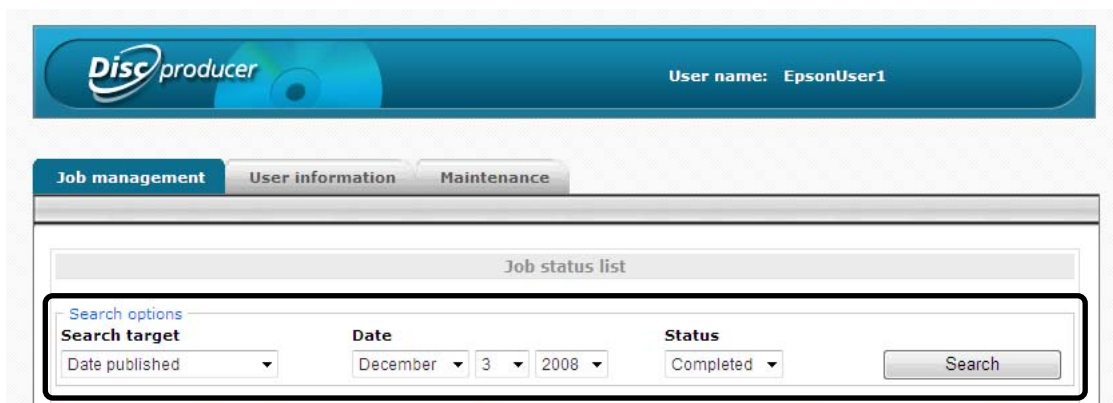 Disc producer
User name: EpsonUser1
Job management User information Maintenance
Job status list
Search options
Search target Date Status
Date published December 3 2008 Completed Search